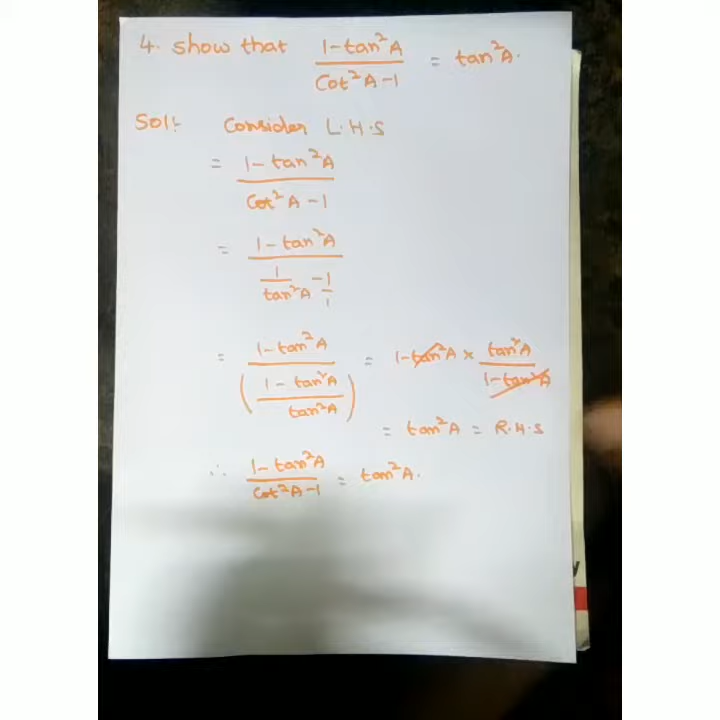 4. show that (1-tan²A)/(Cot²A-1) = tan²A.
Sol:- Consider L.H.S
= (1-tan²A)/(Cot²A-1)
= (1-tan²A)/(1/tan²A - 1/1)
= (1-tan²A)/((1-tan²A)/tan²A) = 1-tan²A × tan²A/(1-tan²A)
= tan²A = R.H.S
∴ (1-tan²A)/(Cot²A-1) = tan²A.